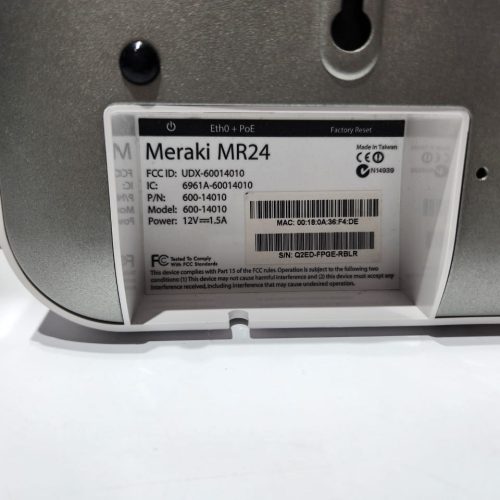 Eth0 + PoE Factory Reset
Meraki MR24
Made in Taiwan
FCC ID: UDX-60014010
N14939
IC: 6961A-60014010
P/N: 600-14010
Model: 600-14010
Power: 12V⎓1.5A
MAC: 00:18:0A:36:F4:DE
S/N: Q2ED-FPGE-RBLR
FC Tested To Comply
With FCC Standards
This device complies with Part 15 of the FCC rules. Operation is subject to the following two
conditions: (1) This device may not cause harmful interference and (2) this device must accept any
interference received, including interference that may cause undesired operation.